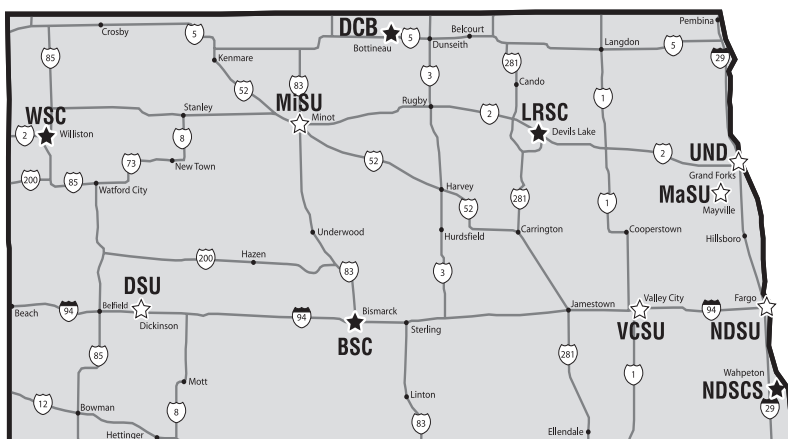 Pembina
Crosby
5
DCB
Belcourt
5
Bottineau
Dunseith
Langdon
5
85
Kenmare
29
83
3
281
Cando
52
Rugby
1
MiSU
Stanley
Minot
2
LRSC
WSC
2
Williston
8
Devils Lake
2
UND
73
New Town
52
Grand Forks
200
85
Watford City
Harvey
281
MaSU
Mayville
52
1
Underwood
Hurdsfield
Carrington
Cooperstown
Hillsboro
200
Hazen
83
3
DSU
Beach
94
Belfield
Dickinson
94
Bismarck
BSC
Sterling
Jamestown
Valley City
VCSU
94
Fargo
NDSU
85
281
1
Wahpeton
NDSCS
Mott
12
Bowman
8
Linton
29
83
Hettinger
Ellendale